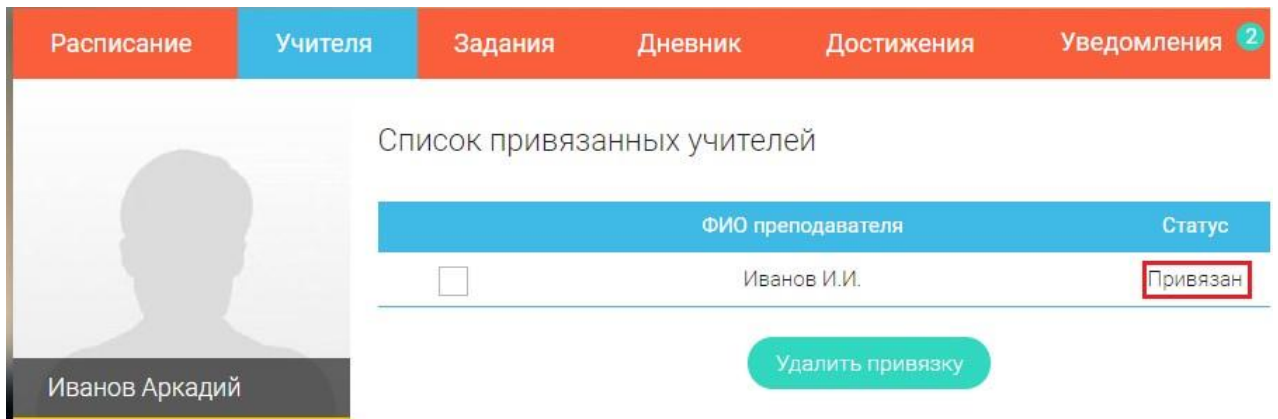 Расписание Учителя Задания Дневник Достижения Уведомления 2
Список привязанных учителей
ФИО преподавателя Статус
Иванов И.И. Привязан
Удалить привязку
Иванов Аркадий